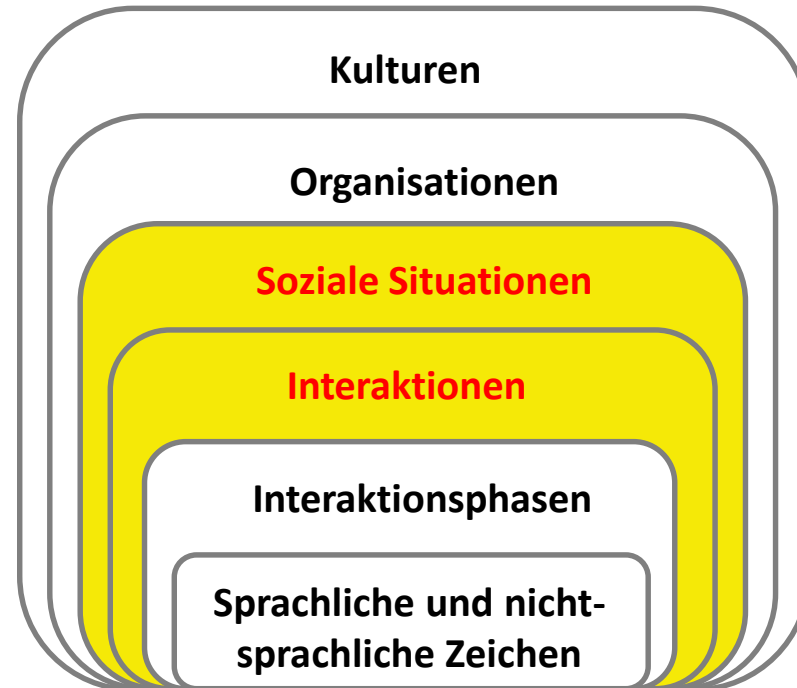 Kulturen
Organisationen
Soziale Situationen
Interaktionen
Interaktionsphasen
Sprachliche und nicht-
sprachliche Zeichen